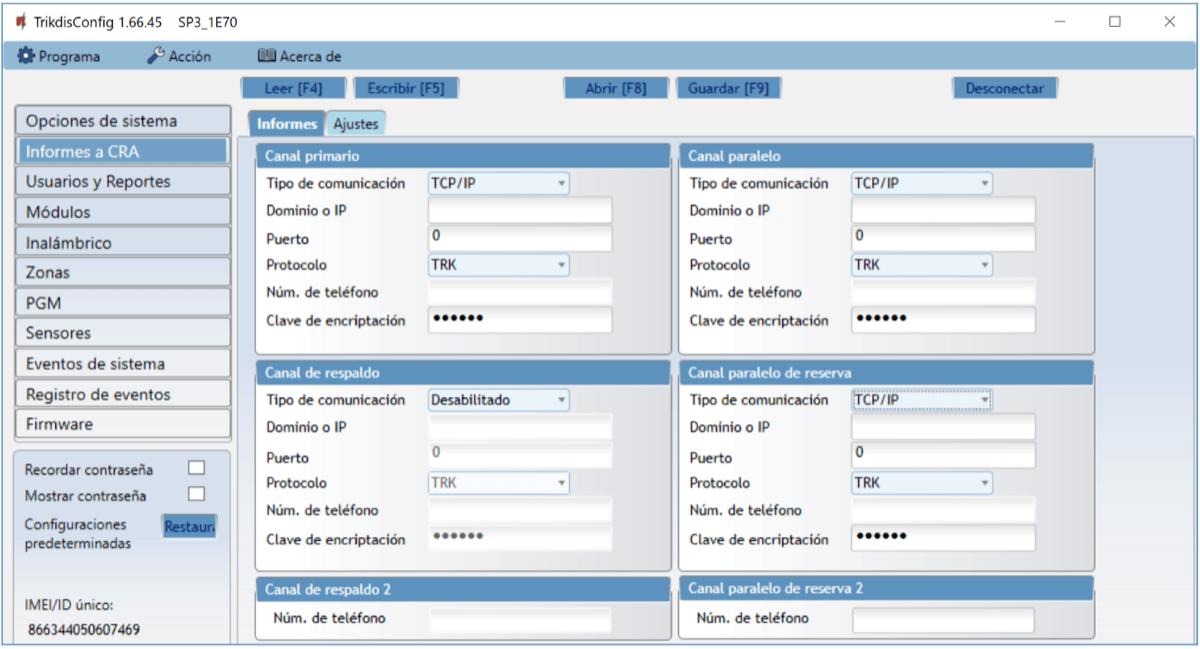 TrikdisConfig 1.66.45 SP3_1E70
Programa Acción Acerca de
Leer [F4] Escribir [F5] Abrir [F8] Guardar [F9] Desconectar
Opciones de sistema
Informes a CRA
Usuarios y Reportes
Módulos
Inalámbrico
Zonas
PGM
Sensores
Eventos de sistema
Registro de eventos
Firmware
Recordar contraseña
Mostrar contraseña
Configuraciones
predeterminadas
Restaur
IMEI/ID único:
866344050607469
Informes Ajustes
Canal primario
Tipo de comunicación TCP/IP
Dominio o IP
Puerto 0
Protocolo TRK
Núm. de teléfono
Clave de encriptación ●●●●●●
Canal paralelo
Tipo de comunicación TCP/IP
Dominio o IP
Puerto 0
Protocolo TRK
Núm. de teléfono
Clave de encriptación ●●●●●●
Canal de respaldo
Tipo de comunicación Desabilitado
Dominio o IP
Puerto 0
Protocolo TRK
Núm. de teléfono
Clave de encriptación ●●●●●●
Canal paralelo de reserva
Tipo de comunicación TCP/IP
Dominio o IP
Puerto 0
Protocolo TRK
Núm. de teléfono
Clave de encriptación ●●●●●●
Canal de respaldo 2
Núm. de teléfono
Canal paralelo de reserva 2
Núm. de teléfono